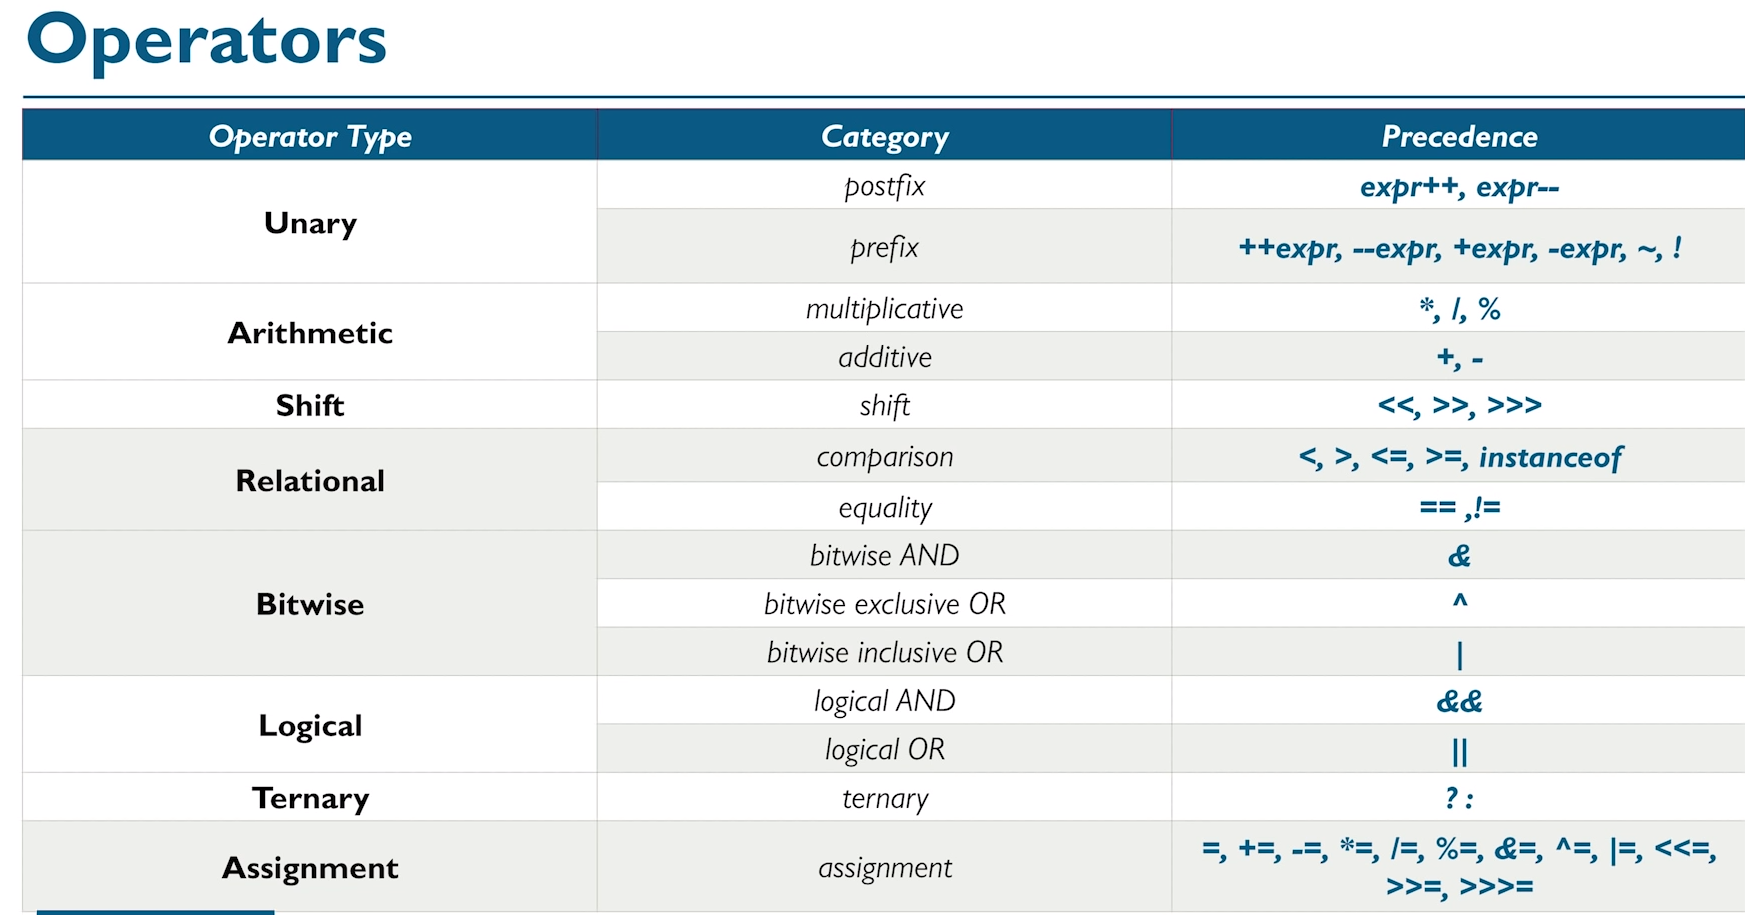 Operators
Operator Type Category Precedence
Unary
postfix expr++, expr--
prefix ++expr, --expr, +expr, -expr, ~, !
Arithmetic
multiplicative *, /, %
additive +, -
Shift shift <<, >>, >>>
Relational
comparison <, >, <=, >=, instanceof
equality == ,!=
Bitwise
bitwise AND &
bitwise exclusive OR ^
bitwise inclusive OR |
Logical
logical AND &&
logical OR ||
Ternary ternary ? :
Assignment assignment =, +=, -=, *=, /=, %=, &=, ^=, |=, <<=,
>>=, >>>=